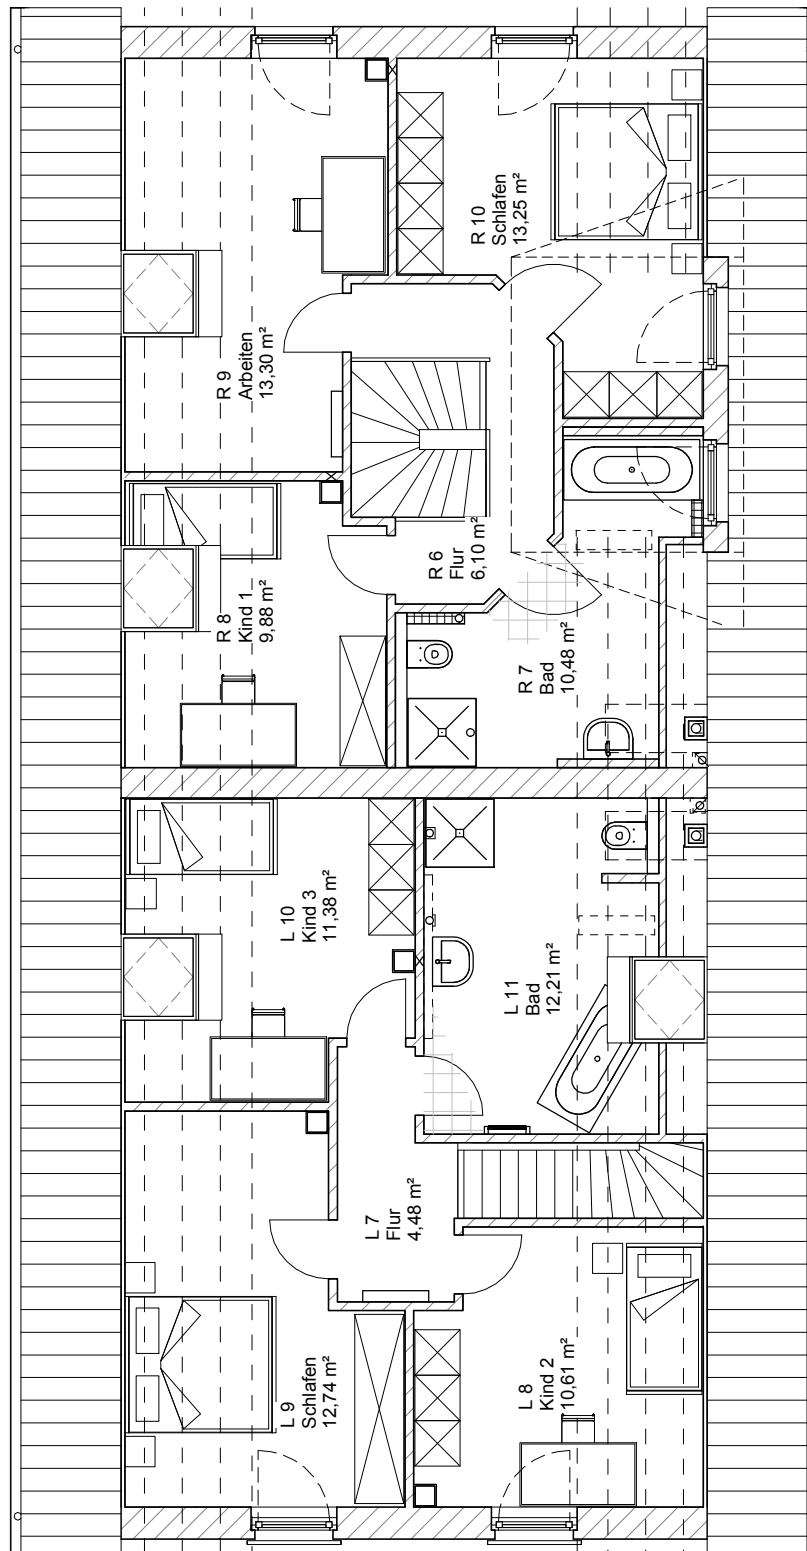 R 10
Schlafen
13,25 m²
R 9
Arbeiten
13,30 m²
R 6
Flur
6,10 m²
R 8
Kind 1
9,88 m²
R 7
Bad
10,48 m²
L 10
Kind 3
11,38 m²
L 11
Bad
12,21 m²
L 7
Flur
4,48 m²
L 9
Schlafen
12,74 m²
L 8
Kind 2
10,61 m²